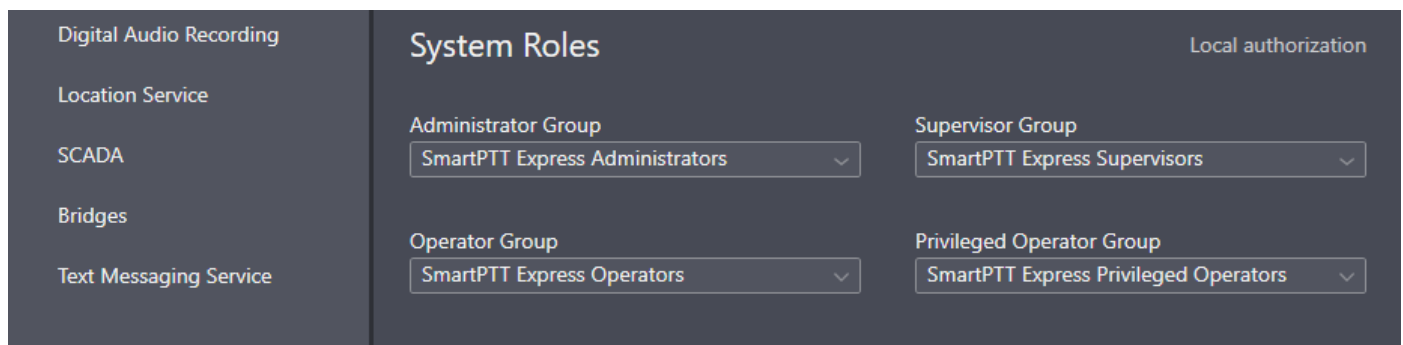 Digital Audio Recording
Location Service
SCADA
Bridges
Text Messaging Service
System Roles
Local authorization
Administrator Group
SmartPTT Express Administrators
Supervisor Group
SmartPTT Express Supervisors
Operator Group
SmartPTT Express Operators
Privileged Operator Group
SmartPTT Express Privileged Operators